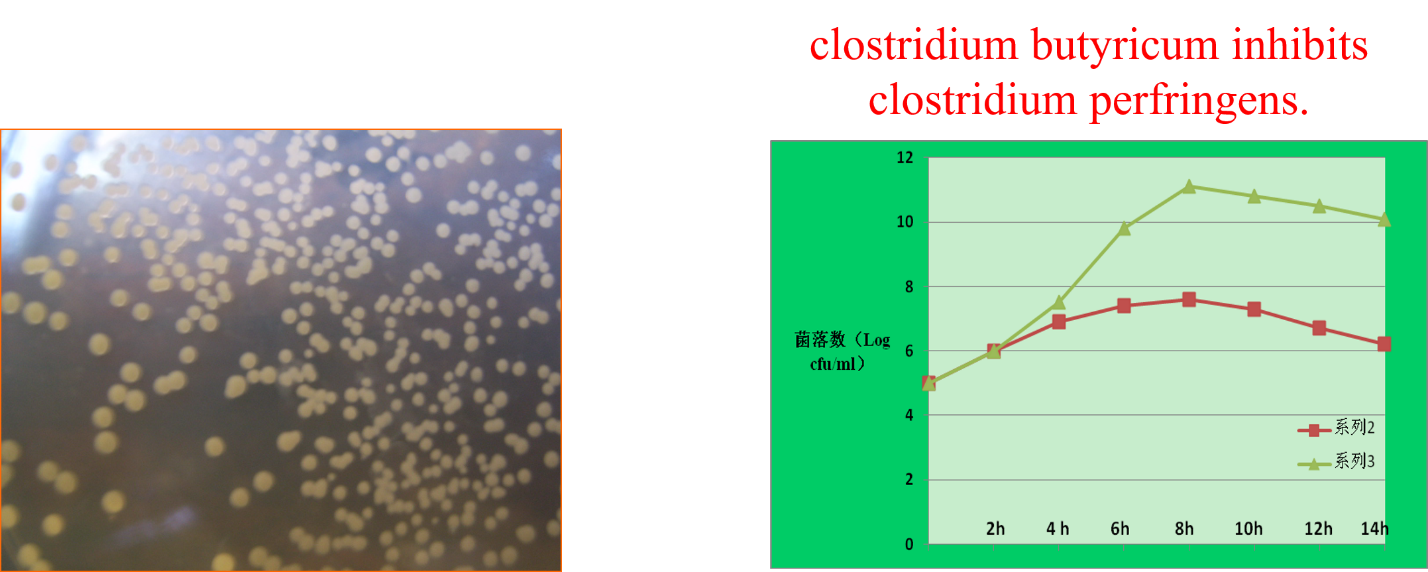 clostridium butyricum inhibits
clostridium perfringens.
12
10
8
菌落数（Log
cfu/ml）
6
4
系列2
系列3
2
2h 4 h 6h 8h 10h 12h 14h
0